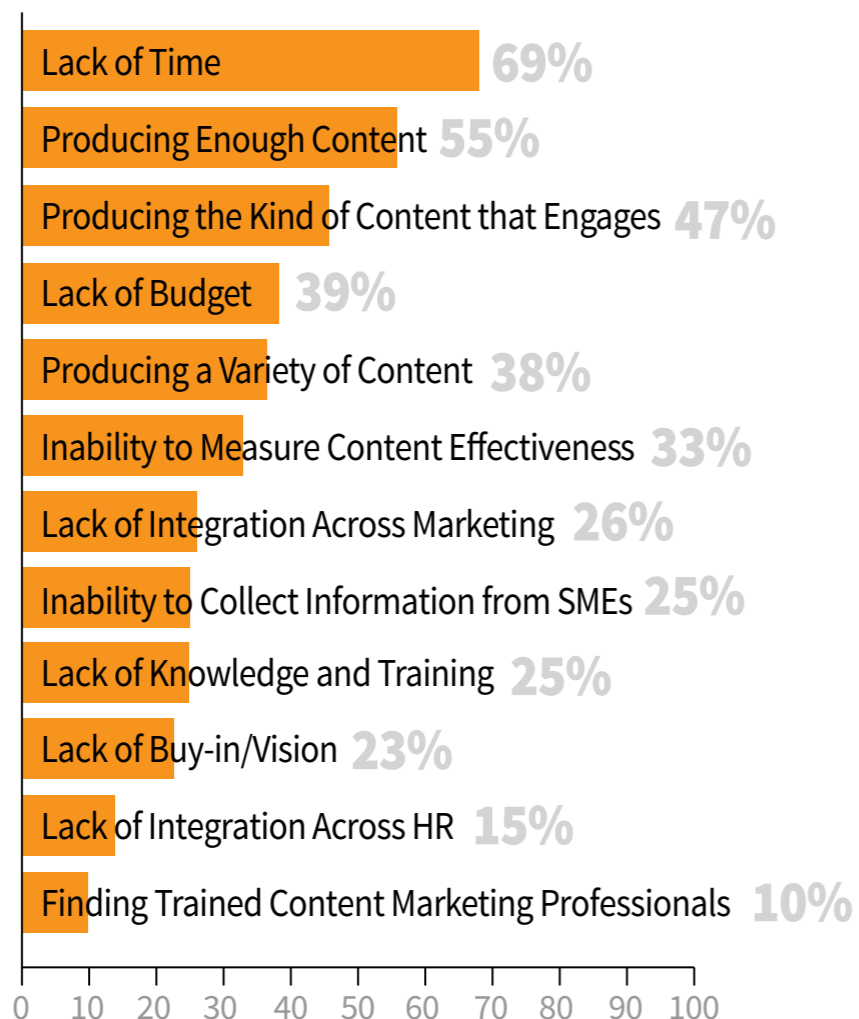 Lack of Time 69%
Producing Enough Content 55%
Producing the Kind of Content that Engages 47%
Lack of Budget 39%
Producing a Variety of Content 38%
Inability to Measure Content Effectiveness 33%
Lack of Integration Across Marketing 26%
Inability to Collect Information from SMEs 25%
Lack of Knowledge and Training 25%
Lack of Buy-in/Vision 23%
Lack of Integration Across HR 15%
Finding Trained Content Marketing Professionals 10%
0 10 20 30 40 50 60 70 80 90 100